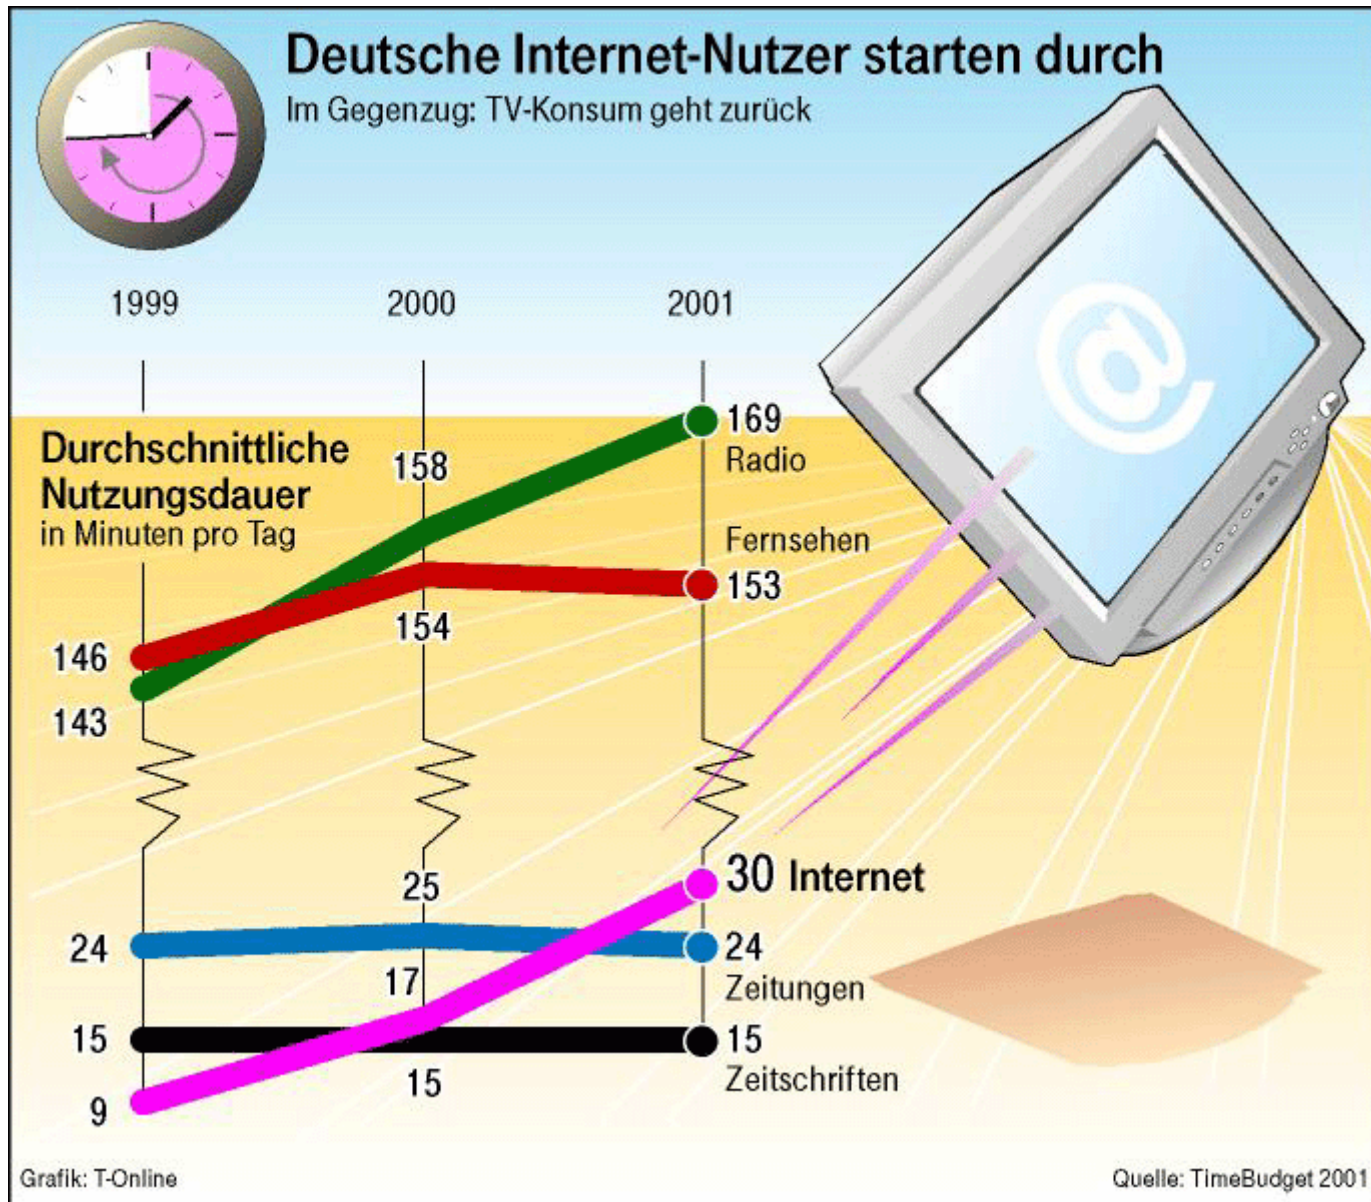 Deutsche Internet-Nutzer starten durch
Im Gegenzug: TV-Konsum geht zurück
1999 2000 2001
@
Durchschnittliche
Nutzungsdauer
in Minuten pro Tag
158
169
Radio
Fernsehen
153
154
146
143
30 Internet
25
24
24
Zeitungen
17
15
15
Zeitschriften
15
9
Grafik: T-Online
Quelle: TimeBudget 2001